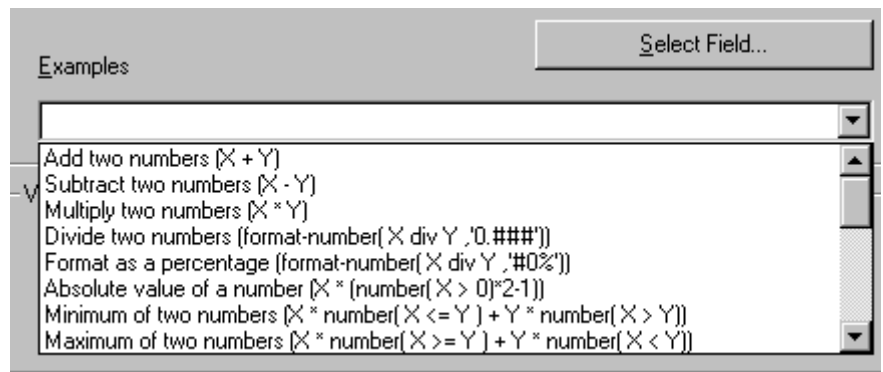 Select Field...
Examples
Add two numbers (X + Y)
V
Subtract two numbers (X - Y)
Multiply two numbers (X * Y)
Divide two numbers (format-number( X div Y ,'0.###'))
Format as a percentage (format-number( X div Y ,'#0%'))
Absolute value of a number (X * (number( X > 0)*2-1))
Minimum of two numbers (X * number( X <= Y ) + Y * number( X > Y))
Maximum of two numbers (X * number( X >= Y ) + Y * number( X < Y))